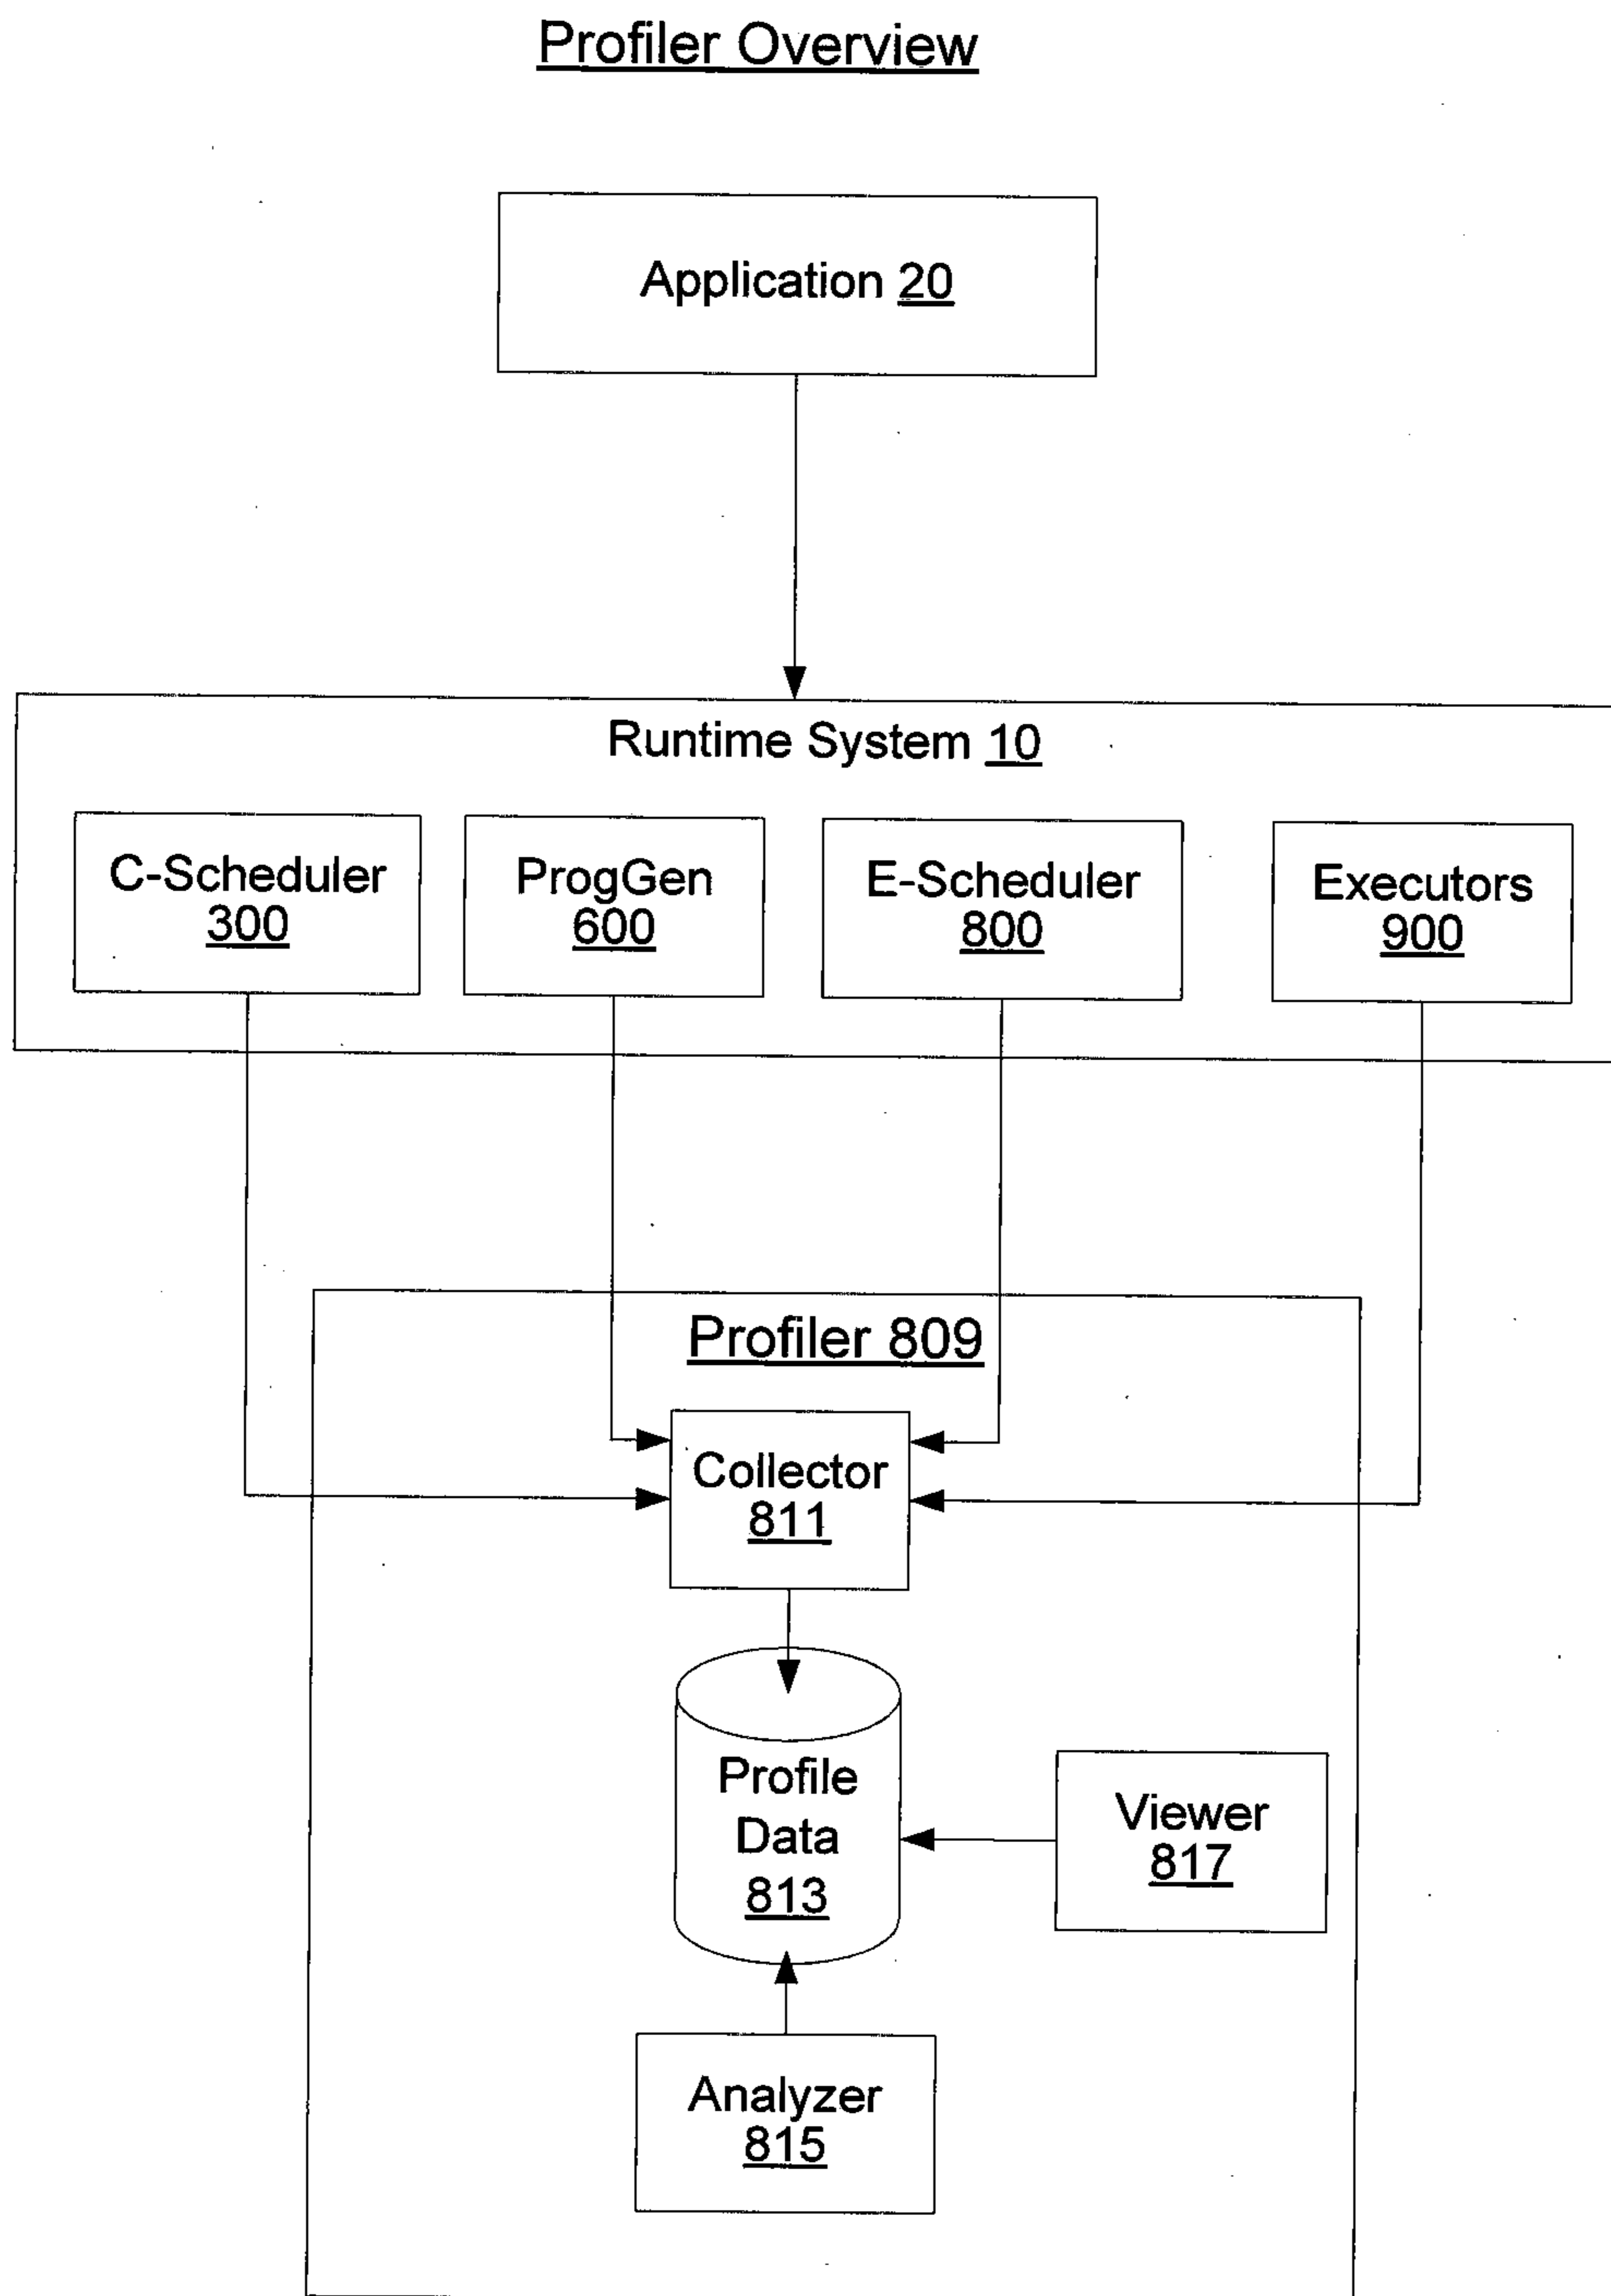 Profiler Overview
Application 20
Runtime System 10
C-Scheduler
300
ProgGen
600
E-Scheduler
800
Executors
900
Profiler 809
Collector
811
Profile
Data
813
Viewer
817
Analyzer
815